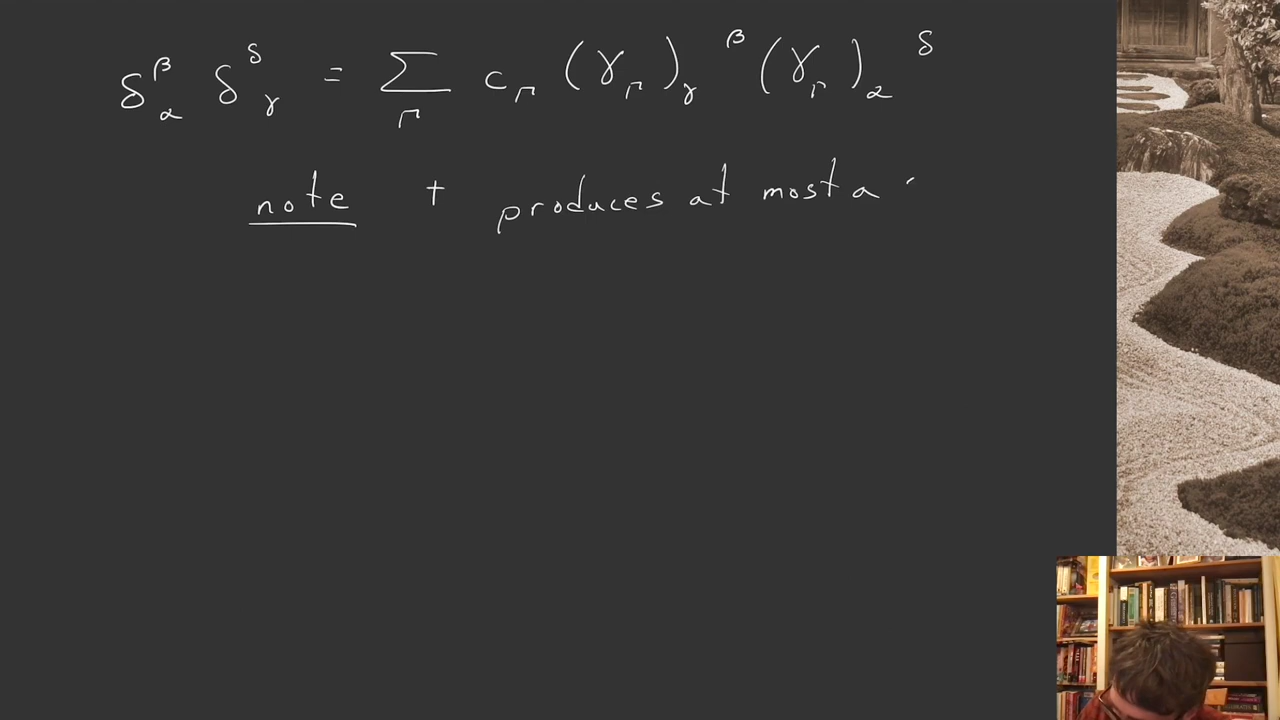 δ_α^β δ^δ_γ = Σ_Γ c_Γ (γ_Γ)_γ^β (γ_Γ)_α^δ
note † produces at most a